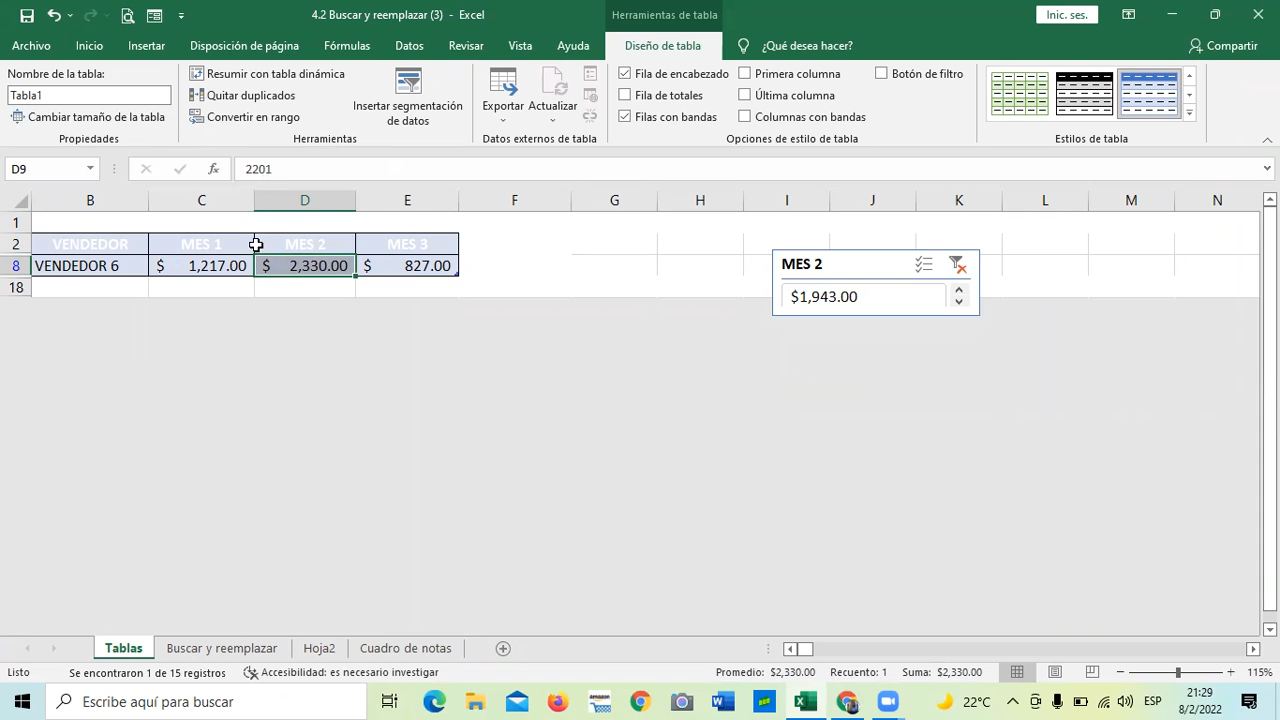 4.2 Buscar y reemplazar (3) - Excel
Herramientas de tabla
Inic. ses.
Archivo Inicio Insertar Disposición de página Fórmulas Datos Revisar Vista Ayuda Diseño de tabla ¿Qué desea hacer? Compartir
Nombre de la tabla:
Tabla1
Cambiar tamaño de la tabla
Propiedades
Resumir con tabla dinámica
Quitar duplicados
Convertir en rango
Insertar segmentación
de datos
Herramientas
Exportar Actualizar
Datos externos de tabla
Fila de encabezado Primera columna Botón de filtro
Fila de totales Última columna
Filas con bandas Columnas con bandas
Opciones de estilo de tabla
Estilos de tabla
D9 fx 2201
B C D E F G H I J K L M N
1
2 VENDEDOR MES 1 MES 2 MES 3
8 VENDEDOR 6 $ 1,217.00 $ 2,330.00 $ 827.00
18
MES 2
$1,943.00
Tablas Buscar y reemplazar Hoja2 Cuadro de notas
Listo Se encontraron 1 de 15 registros Accesibilidad: es necesario investigar Promedio: $2,330.00 Recuento: 1 Suma: $2,330.00 115%
Escribe aquí para buscar
22°C
ESP
21:29
8/2/2022